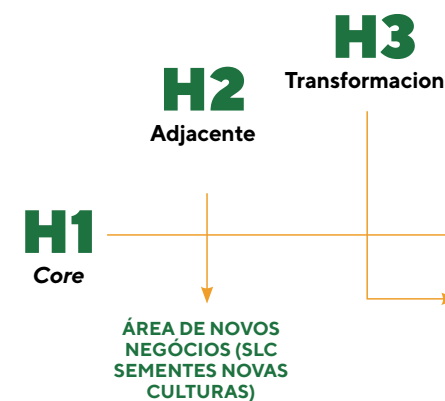 H3
Transformacion
H2
Adjacente
H1
Core
ÁREA DE NOVOS
NEGÓCIOS (SLC
SEMENTES NOVAS
CULTURAS)